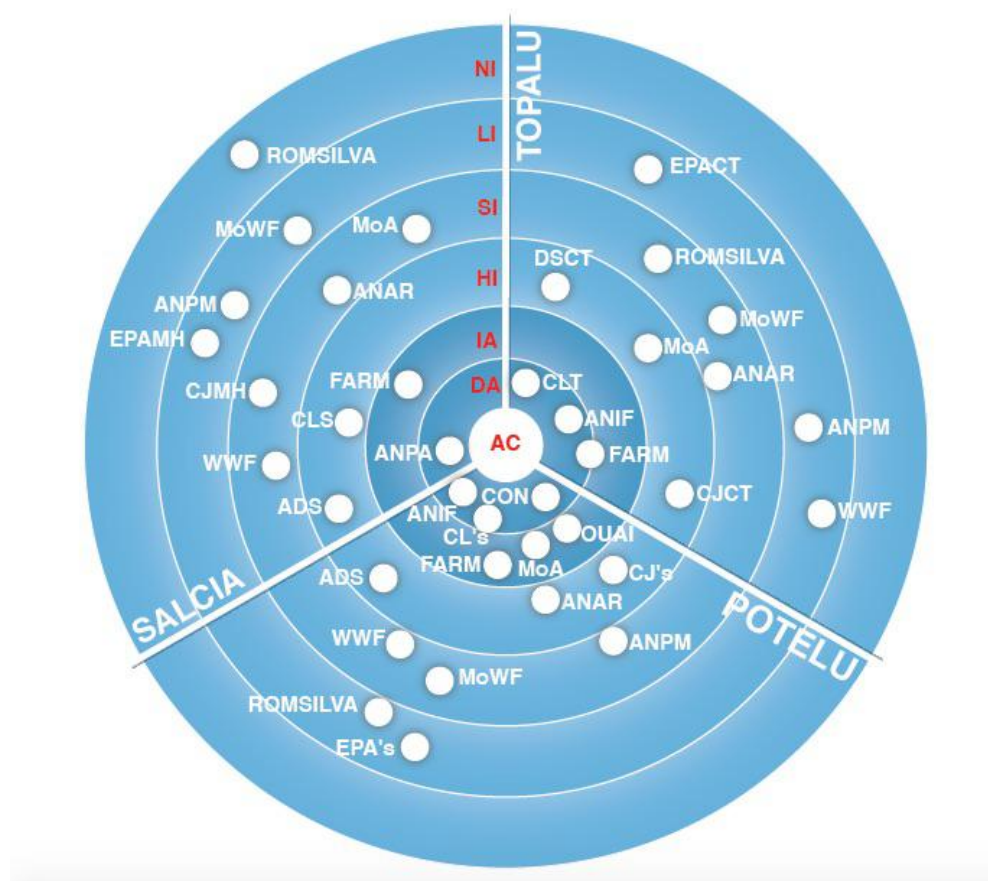 NI
TOPALU
LI
ROMSILVA
EPACT
SI
MoWF
MoA
DSCT
ROMSILVA
HI
ANPM
ANAR
MoWF
EPAMH
IA
MoA
CJMH
FARM
DA
CLT
ANAR
CLS
ANIF
ANPM
ANPA
AC
FARM
WWF
CJCT
ADS
CON
ANIF
WWF
CL's
OUAI
FARM
MoA
CJ's
ADS
ANAR
SALCIA
POTELU
WWF
ANPM
MoWF
ROMSILVA
EPA's